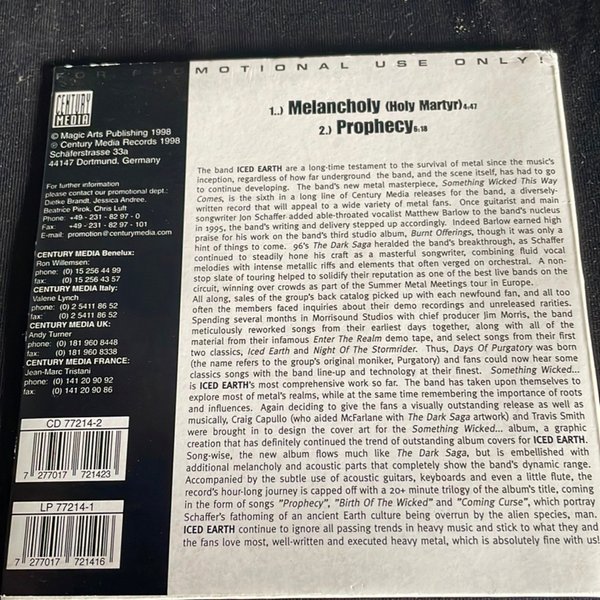 FOR PROMOTIONAL USE ONLY!
CENTURY
MEDIA
© Magic Arts Publishing 1998
℗ Century Media Records 1998
Schäferstrasse 33a
44147 Dortmund, Germany
For further information
please contact our promotional dept.:
Dietke Brandt, Jessica Andree,
Beatrice Pirok, Chris Luft
Phone: +49 - 231 - 82 97 - 0
Fax: +49 - 231 - 82 97 - 101
E-mail: promotion@centurymedia.com
CENTURY MEDIA Benelux:
Ron Willemsen:
phone: (0) 15 256 44 99
fax: (0) 15 256 43 57
CENTURY MEDIA Italy:
Valene Lynch
phone: (0) 2 5411 86 52
fax: (0) 2 5411 86 52
CENTURY MEDIA UK:
Andy Turner
phone: (0) 181 960 8448
fax: (0) 181 960 8338
CENTURY MEDIA FRANCE:
Jean-Marc Tristani
phone: (0) 141 20 90 92
fax: (0) 141 20 90 86
CD 77214-2
7 277017 721423
LP 77214-1
7 277017 721416
1..) Melancholy (Holy Martyr)4:47
2.) Prophecy6:18
The band ICED EARTH are a long-time testament to the survival of metal since the music's
inception, regardless of how far underground the band, and the scene itself, has had to go
to continue developing. The band's new metal masterpiece, Something Wicked This Way
Comes, is the sixth in a long line of Century Media releases for the band, a diversely-
written record that will appeal to a wide variety of metal fans. Once guitarist and main
songwriter Jon Schaffer added able-throated vocalist Matthew Barlow to the band's nucleus
in 1995, the band's writing and delivery stepped up accordingly. Indeed Barlow earned high
praise for his work on the band's third studio album, Burnt Offerings, though it was only a
hint of things to come. 96's The Dark Saga heralded the band's breakthrough, as Schaffer
continued to steadily hone his craft as a masterful songwriter, combining fluid vocal
melodies with intense metallic riffs and elements that often verged on orchestral. A non-
stop slate of touring helped to solidify their reputation as one of the best live bands on the
circuit, winning over crowds as part of the Summer Metal Meetings tour in Europe.
All along, sales of the group's back catalog picked up with each newfound fan, and all too
often the members faced inquiries about their demo recordings and unreleased rarities.
Spending several months in Morrisound Studios with chief producer Jim Morris, the band
meticulously reworked songs from their earliest days together, along with all of the
material from their infamous Enter The Realm demo tape, and select songs from their first
two classics, Iced Earth and Night Of The Stormrider. Thus, Days Of Purgatory was born
(the name refers to the group's original moniker, Purgatory) and fans could now hear some
classics songs with the band line-up and technology at their finest. Something Wicked...
is ICED EARTH's most comprehensive work so far. The band has taken upon themselves to
explore most of metal's realms, while at the same time remembering the importance of roots
and influences. Again deciding to give the fans a visually outstanding release as well as
musically, Craig Capullo (who aided McFarlane with The Dark Saga artwork) and Travis Smith
were brought in to design the cover art for the Something Wicked... album, a graphic
creation that has definitely continued the trend of outstanding album covers for ICED EARTH.
Song-wise, the new album flows much like The Dark Saga, but is embellished with
additional melancholy and acoustic parts that completely show the band's dynamic range.
Accompanied by the subtle use of acoustic guitars, keyboards and even a little flute, the
record's hour-long journey is capped off with a 20+ minute trilogy of the album's title, coming
in the form of songs "Prophecy", "Birth Of The Wicked" and "Coming Curse", which portray
Schaffer's fathoming of an ancient Earth culture being overrun by the alien species, man.
ICED EARTH continue to ignore all passing trends in heavy music and stick to what they and
the fans love most, well-written and executed heavy metal, which is absolutely fine with us!